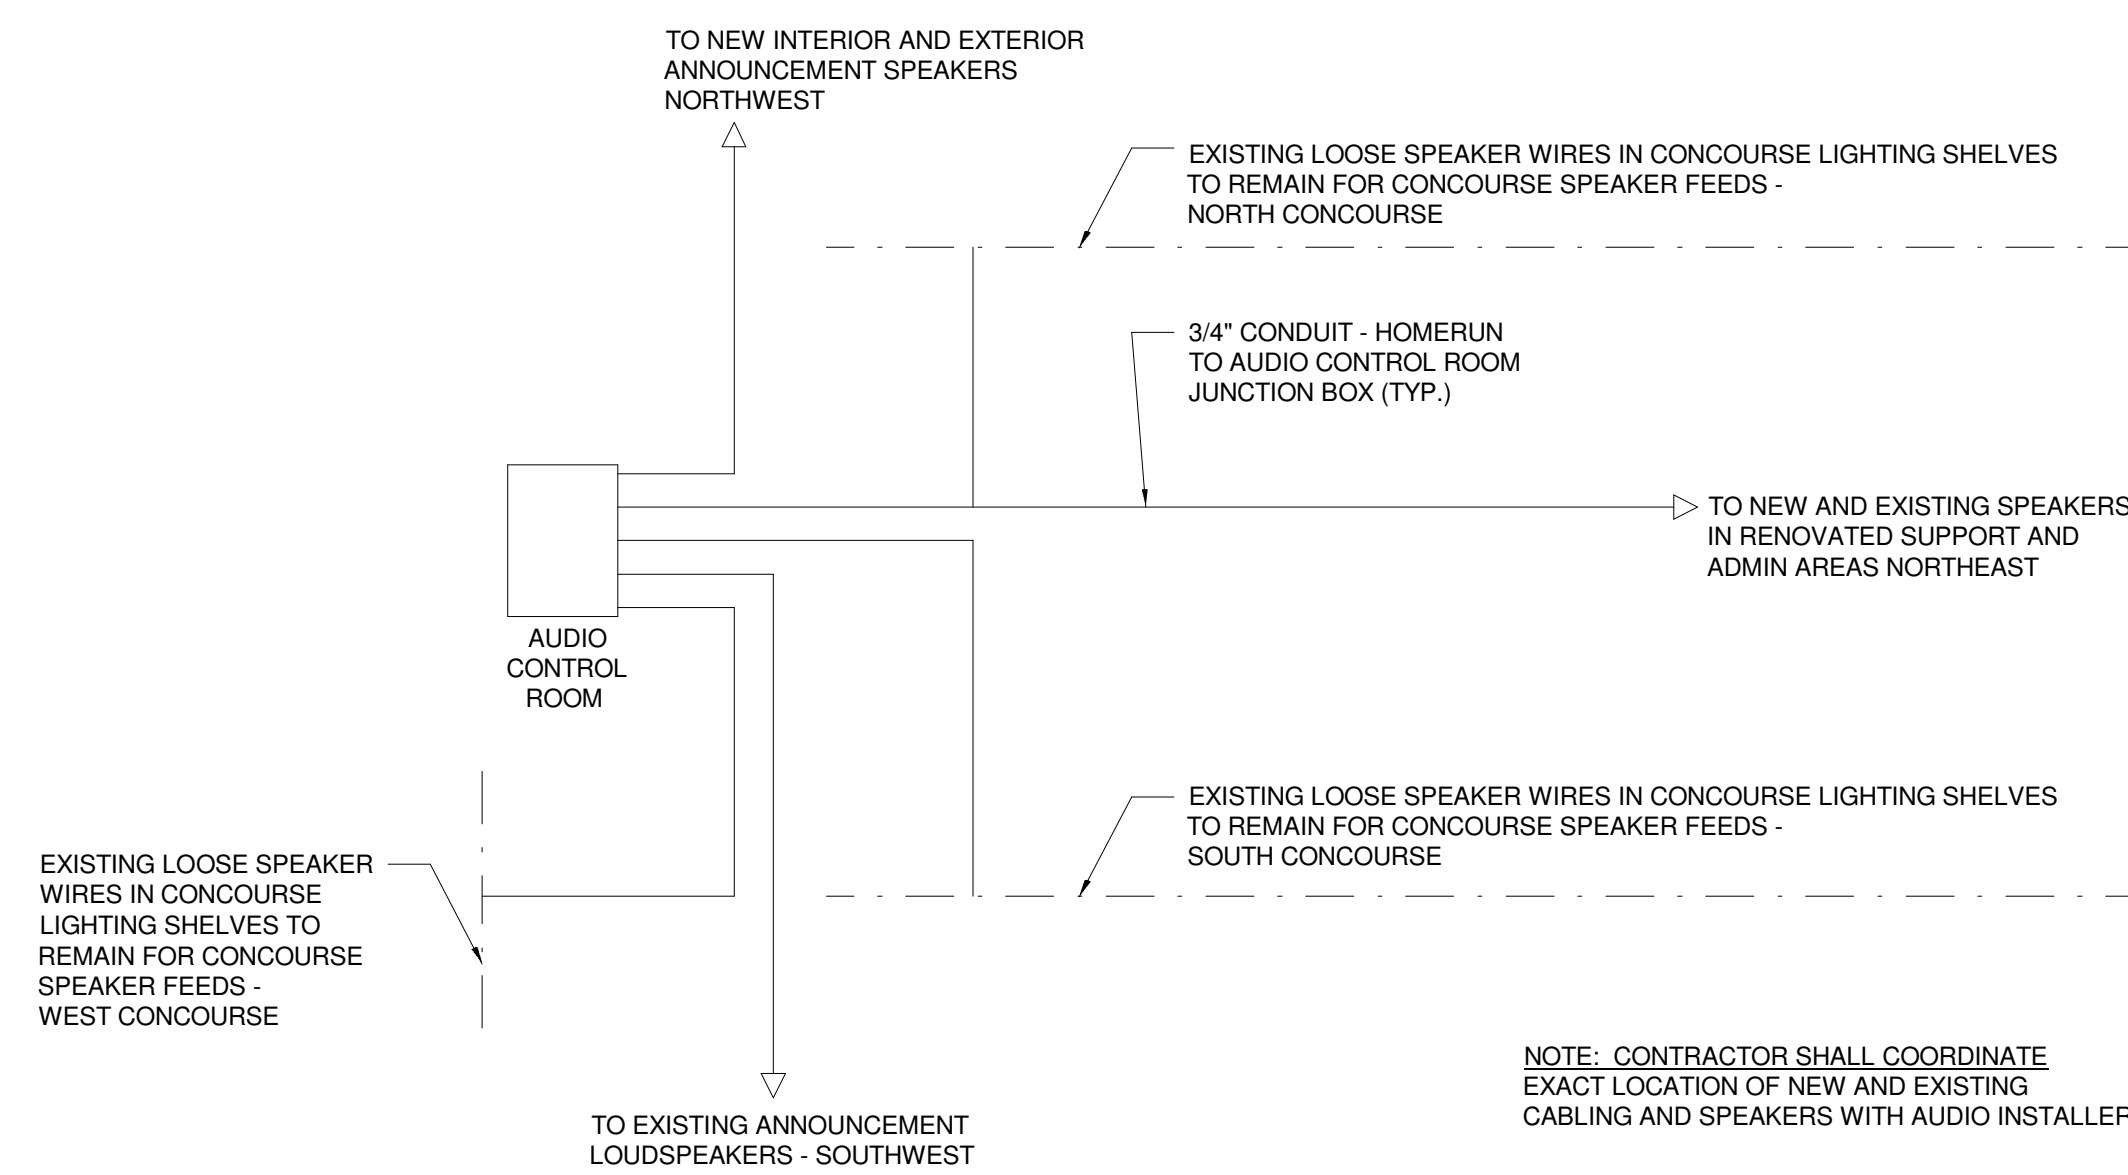 TO NEW INTERIOR AND EXTERIOR
ANNOUNCEMENT SPEAKERS
NORTHWEST
EXISTING LOOSE SPEAKER WIRES IN CONCOURSE LIGHTING SHELVES
TO REMAIN FOR CONCOURSE SPEAKER FEEDS -
NORTH CONCOURSE
3/4" CONDUIT - HOMERUN
TO AUDIO CONTROL ROOM
JUNCTION BOX (TYP.)
TO NEW AND EXISTING SPEAKERS
IN RENOVATED SUPPORT AND
ADMIN AREAS NORTHEAST
AUDIO
CONTROL
ROOM
EXISTING LOOSE SPEAKER WIRES IN CONCOURSE LIGHTING SHELVES
TO REMAIN FOR CONCOURSE SPEAKER FEEDS -
SOUTH CONCOURSE
EXISTING LOOSE SPEAKER
WIRES IN CONCOURSE
LIGHTING SHELVES TO
REMAIN FOR CONCOURSE
SPEAKER FEEDS -
WEST CONCOURSE
NOTE: CONTRACTOR SHALL COORDINATE
EXACT LOCATION OF NEW AND EXISTING
CABLING AND SPEAKERS WITH AUDIO INSTALLER
TO EXISTING ANNOUNCEMENT
LOUDSPEAKERS - SOUTHWEST